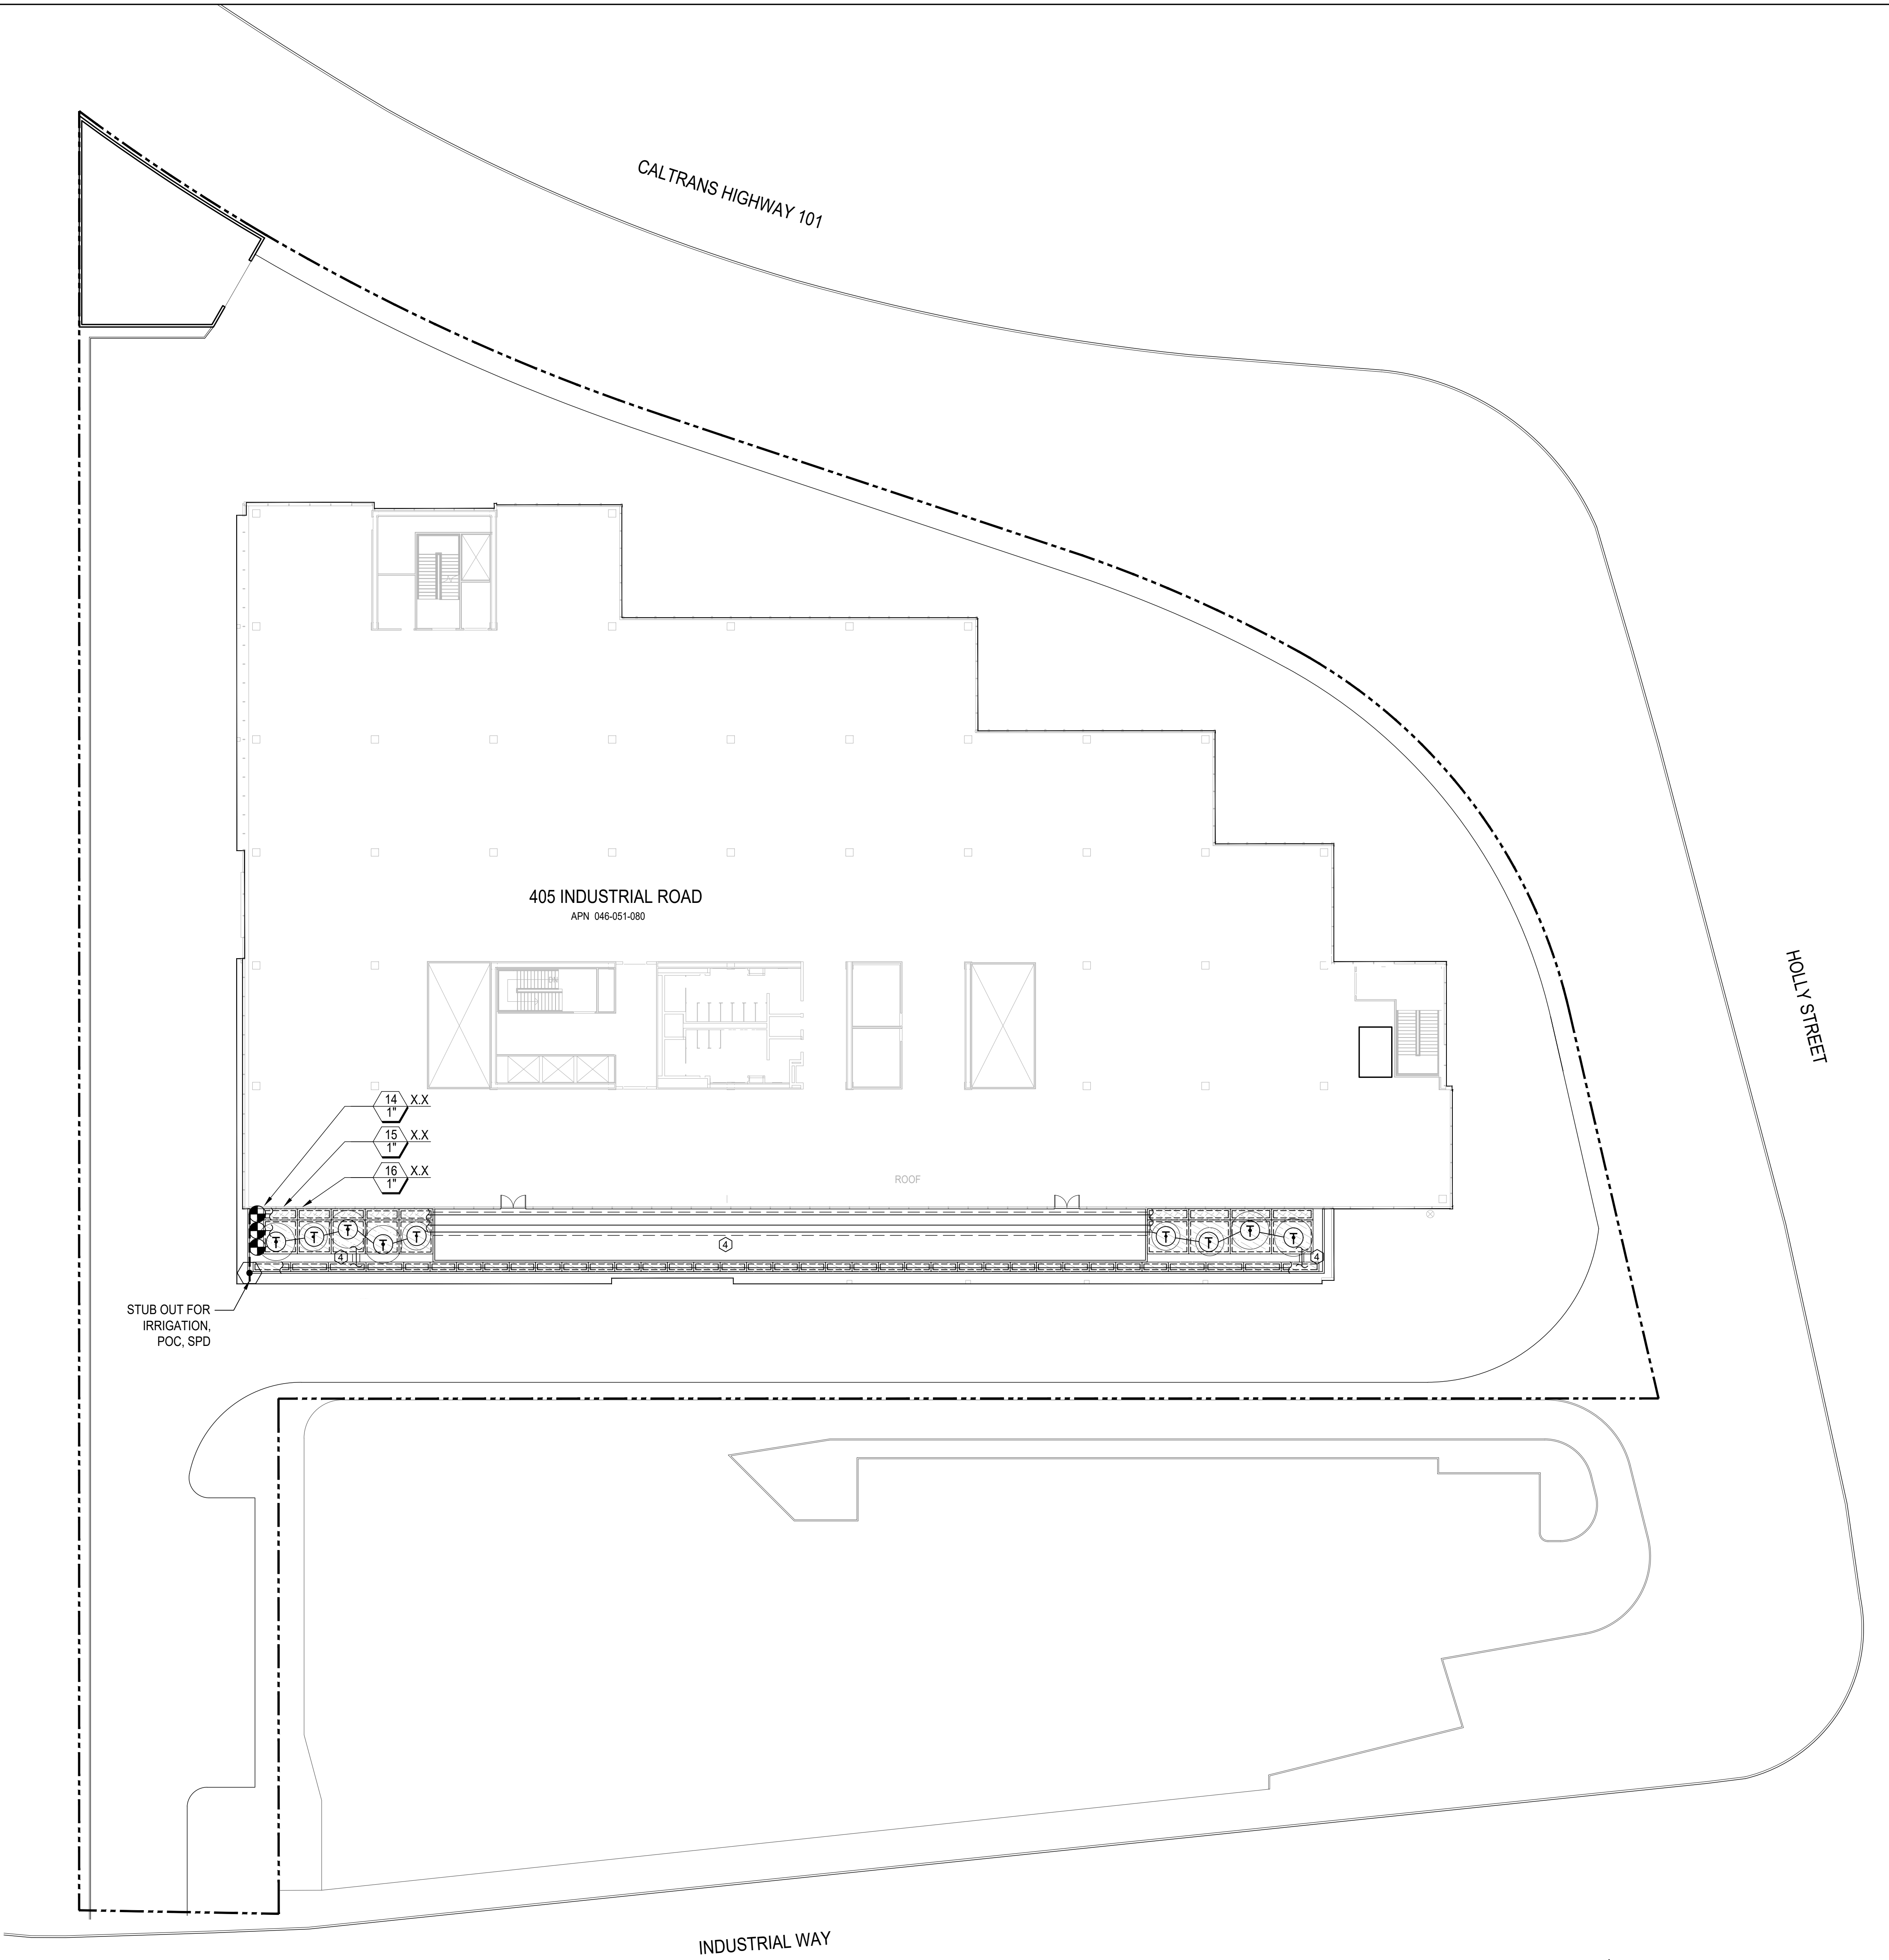 CALTRANS HIGHWAY 101
405 INDUSTRIAL ROAD
APN 046-051-080
HOLLY STREET
14 X.X
1"
15 X.X
1"
16 X.X
1"
ROOF
T T T T T
T T T T
4
4
4
STUB OUT FOR
IRRIGATION,
POC, SPD
INDUSTRIAL WAY